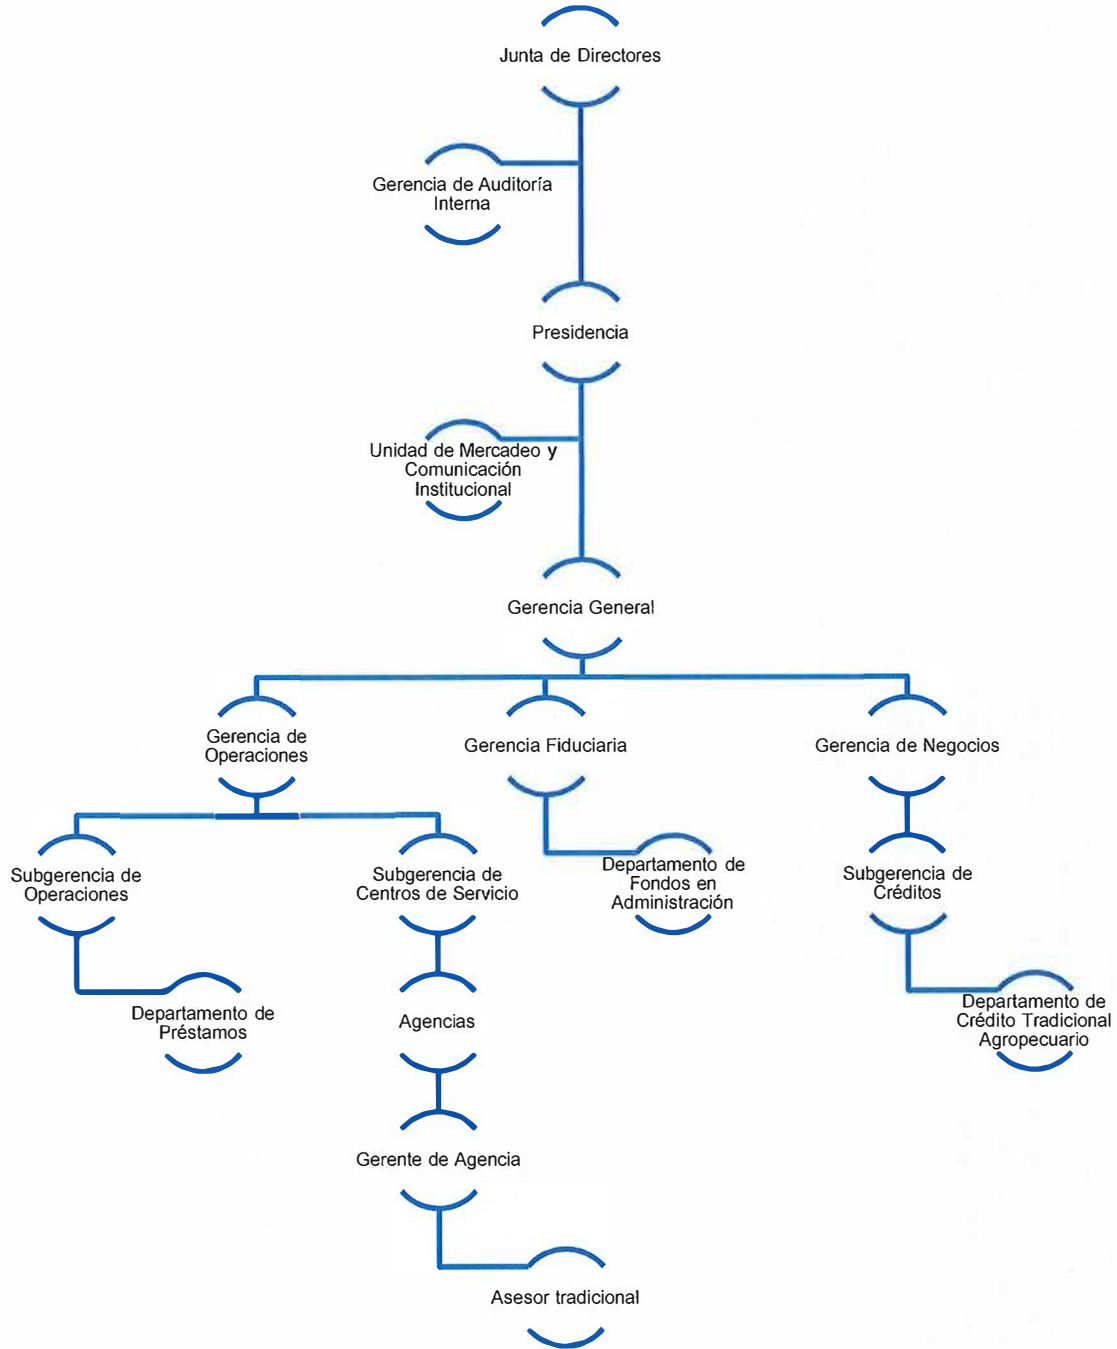 Junta de Directores
Gerencia de Auditoría
Interna
Presidencia
Unidad de Mercadeo y
Comunicación
Institucional
Gerencia General
Gerencia de
Operaciones
Gerencia Fiduciaria
Gerencia de Negocios
Subgerencia de
Operaciones
Subgerencia de
Centros de Servicio
Departamento de
Fondos en
Administración
Subgerencia de
Créditos
Departamento de
Préstamos
Agencias
Departamento de
Crédito Tradicional
Agropecuario
Gerente de Agencia
Asesor tradicional